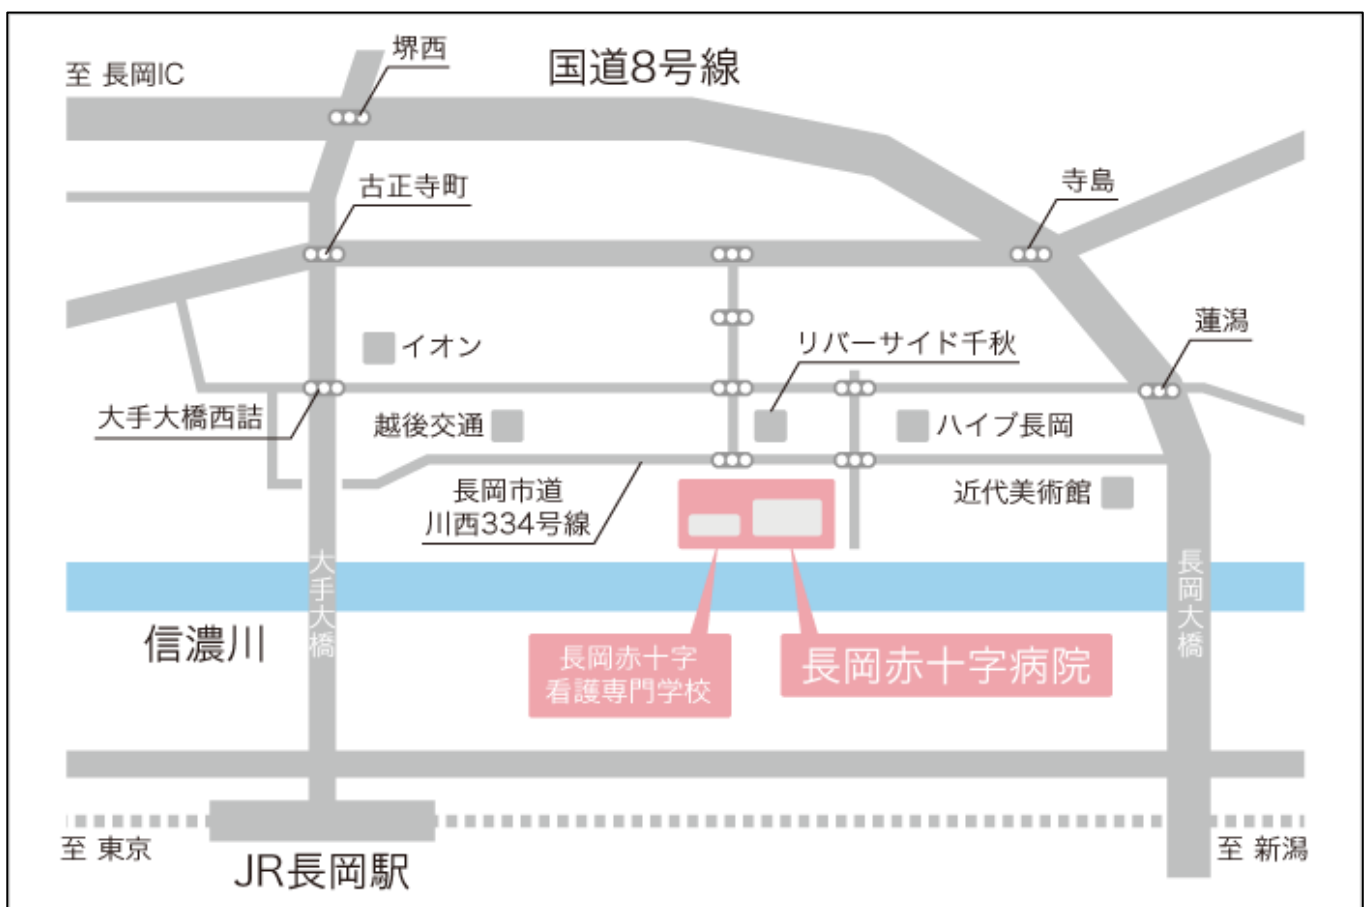 堺西
国道8号線
至 長岡IC
古正寺町
寺島
蓮潟
イオン
リバーサイド千秋
大手大橋西詰
越後交通
ハイブ長岡
長岡市道
川西334号線
近代美術館
大手大橋
長岡大橋
信濃川
長岡赤十字
看護専門学校
長岡赤十字病院
至 東京
至 新潟
JR長岡駅